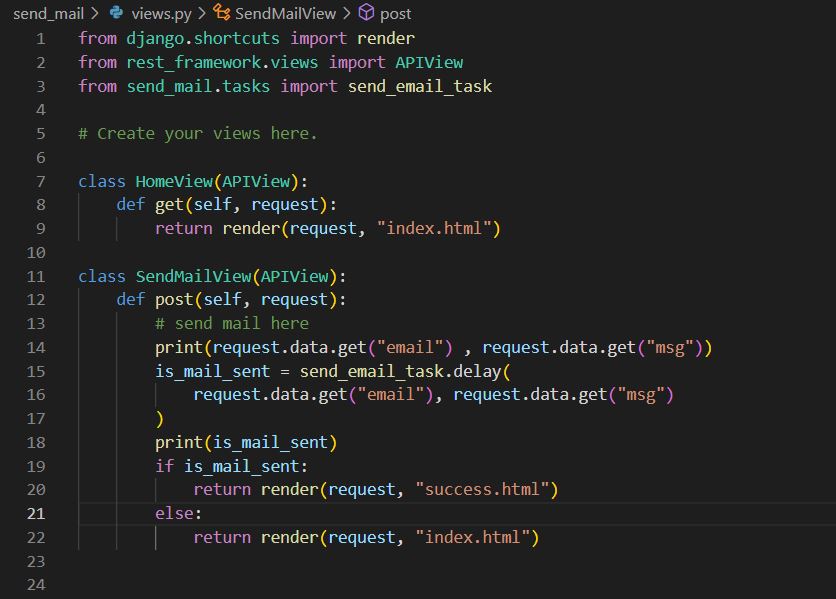 send_mail > views.py > SendMailView > post
1 from django.shortcuts import render
2 from rest_framework.views import APIView
3 from send_mail.tasks import send_email_task
4
5 # Create your views here.
6
7 class HomeView(APIView):
8     def get(self, request):
9         return render(request, "index.html")
10
11 class SendMailView(APIView):
12     def post(self, request):
13         # send mail here
14         print(request.data.get("email") , request.data.get("msg"))
15         is_mail_sent = send_email_task.delay(
16             request.data.get("email"), request.data.get("msg")
17         )
18         print(is_mail_sent)
19         if is_mail_sent:
20             return render(request, "success.html")
21         else:
22             return render(request, "index.html")
23
24